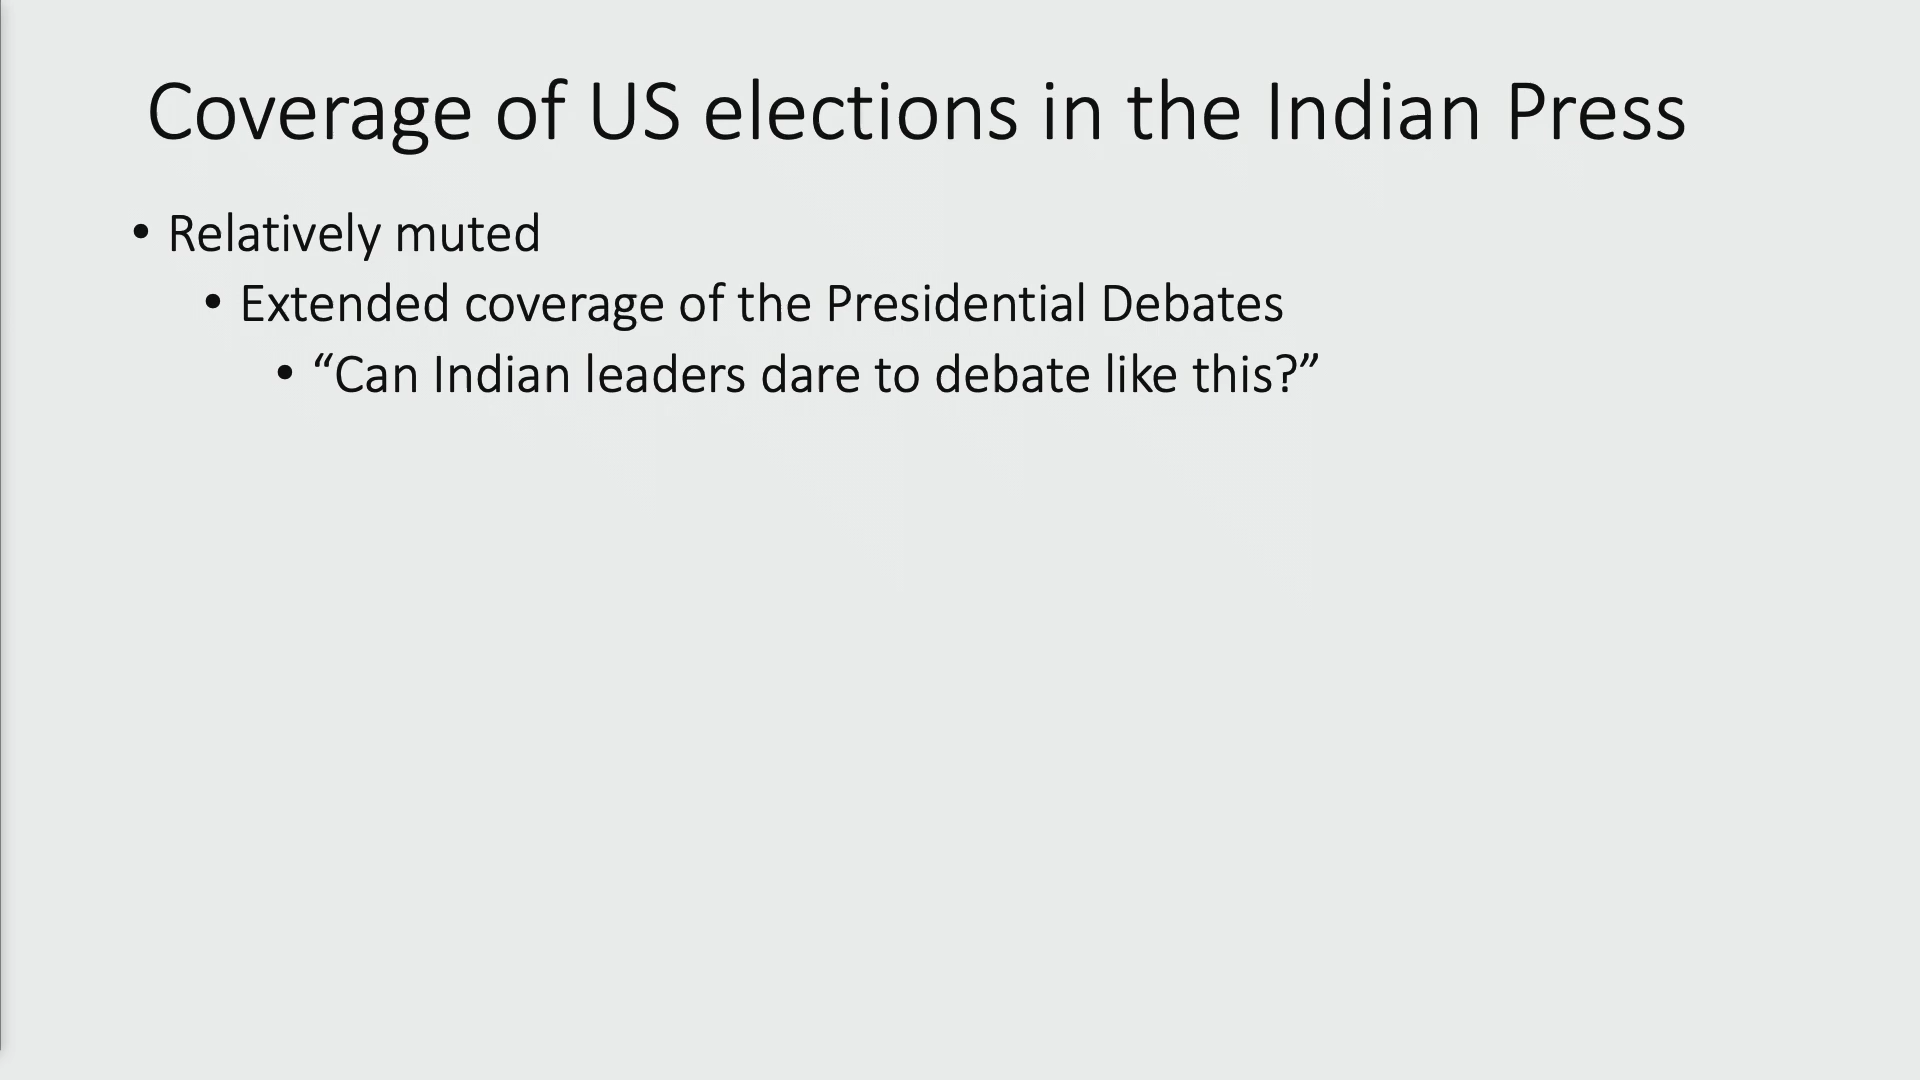 Coverage of US elections in the Indian Press
• Relatively muted
• Extended coverage of the Presidential Debates
• “Can Indian leaders dare to debate like this?”